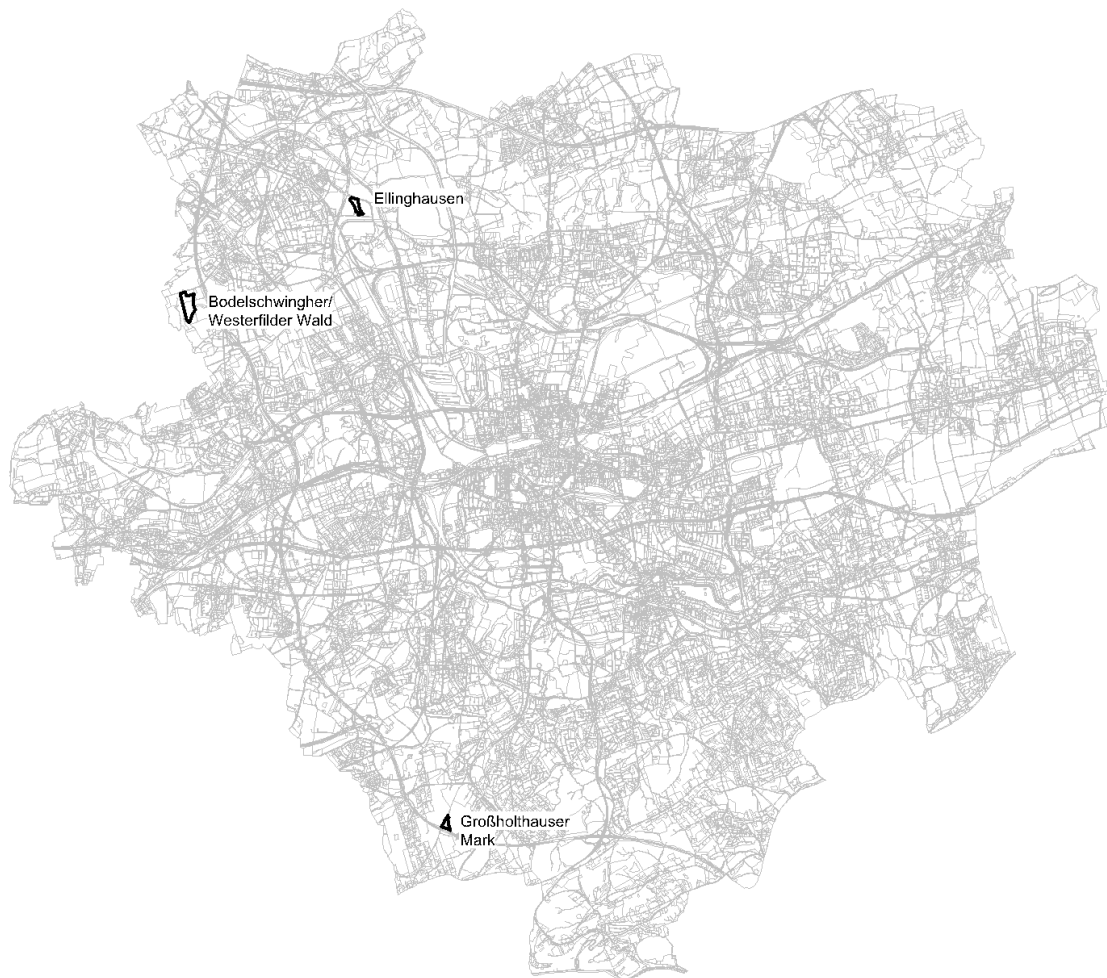 Ellinghausen
Bodelschwingher/
Westerfilder Wald
Großholthauser
Mark